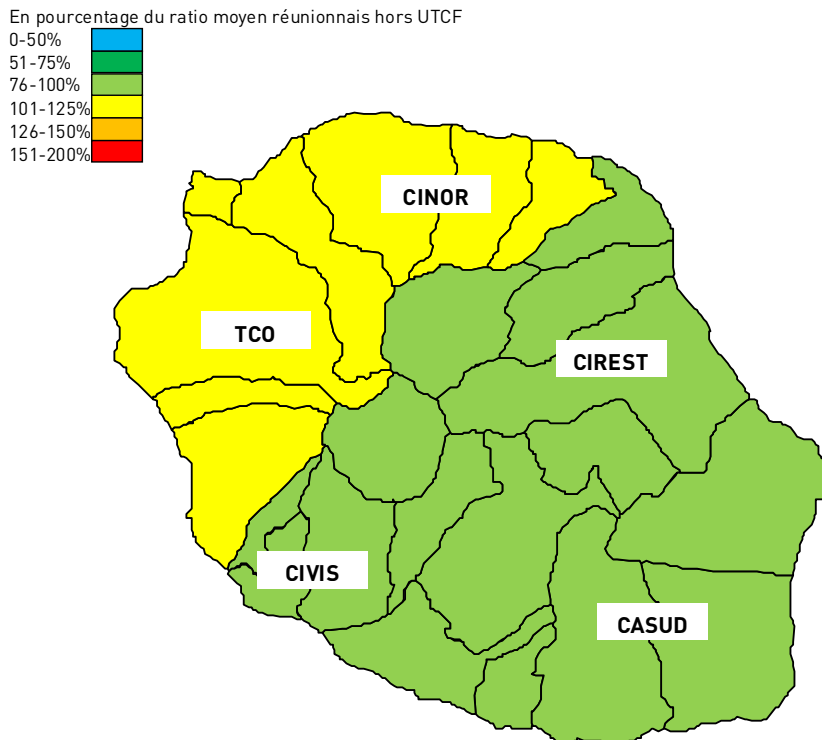 En pourcentage du ratio moyen réunionnais hors UTCF
0-50%
51-75%
76-100%
101-125%
126-150%
151-200%
CINOR
TCO
CIREST
CIVIS
CASUD